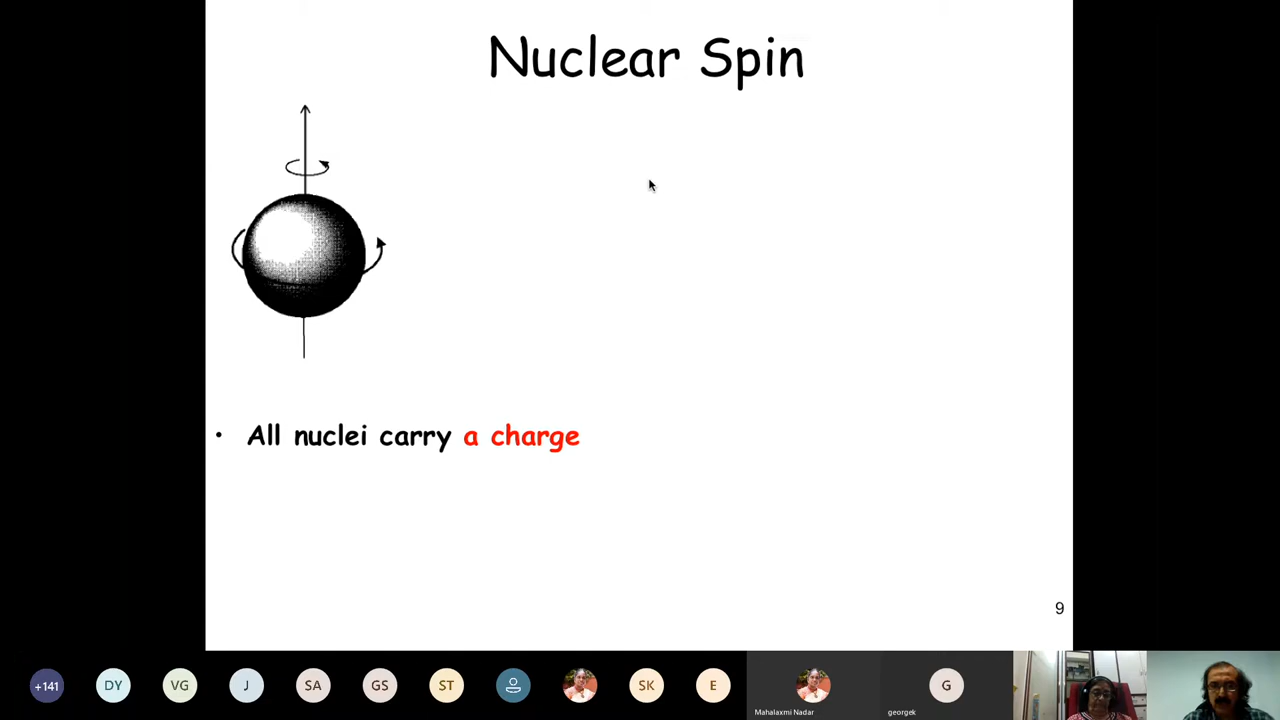 Nuclear Spin
• All nuclei carry a charge
9
+141
DY
VG
J
SA
GS
ST
SK
E
Mahalaxmi Nadar
G
georgek